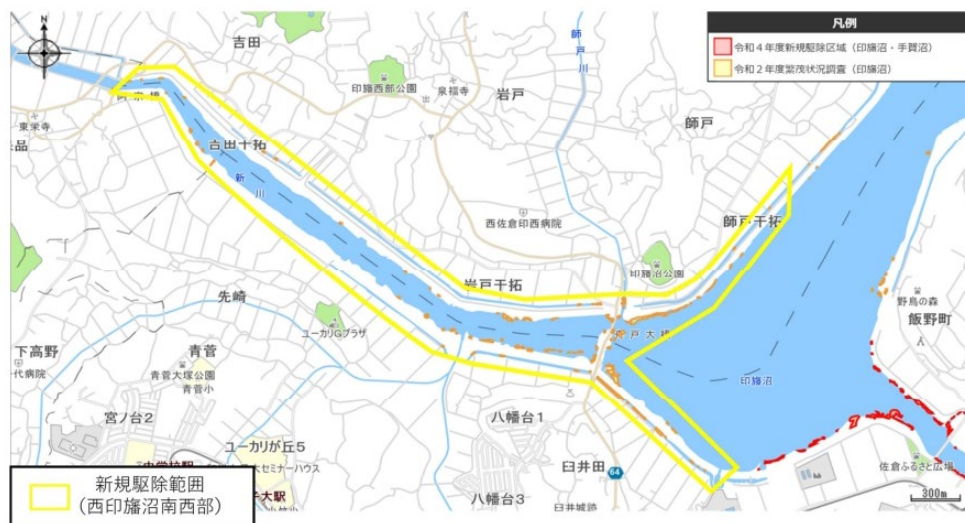 N
吉田
師戸川
凡例
令和４年度新規駆除区域（印旛沼・手賀沼）
令和２年度繁茂状況調査（印旛沼）
印旛西部公園
泉福寺
岩戸
師戸
東栄寺
吉田干拓
新川
西佐倉印西病院
師戸干拓
印旛沼公園
岩戸干拓
野鳥の森
飯野町
先崎
ユーカリGプラザ
下高野
青菅
青菅大塚公園
青菅小
印旛沼
宮ノ台2
八幡台1
ユーカリが丘5
臼井田
64
佐倉ふるさと広場
八幡台3
臼井城跡
300m
新規駆除範囲
（西印旛沼南西部）